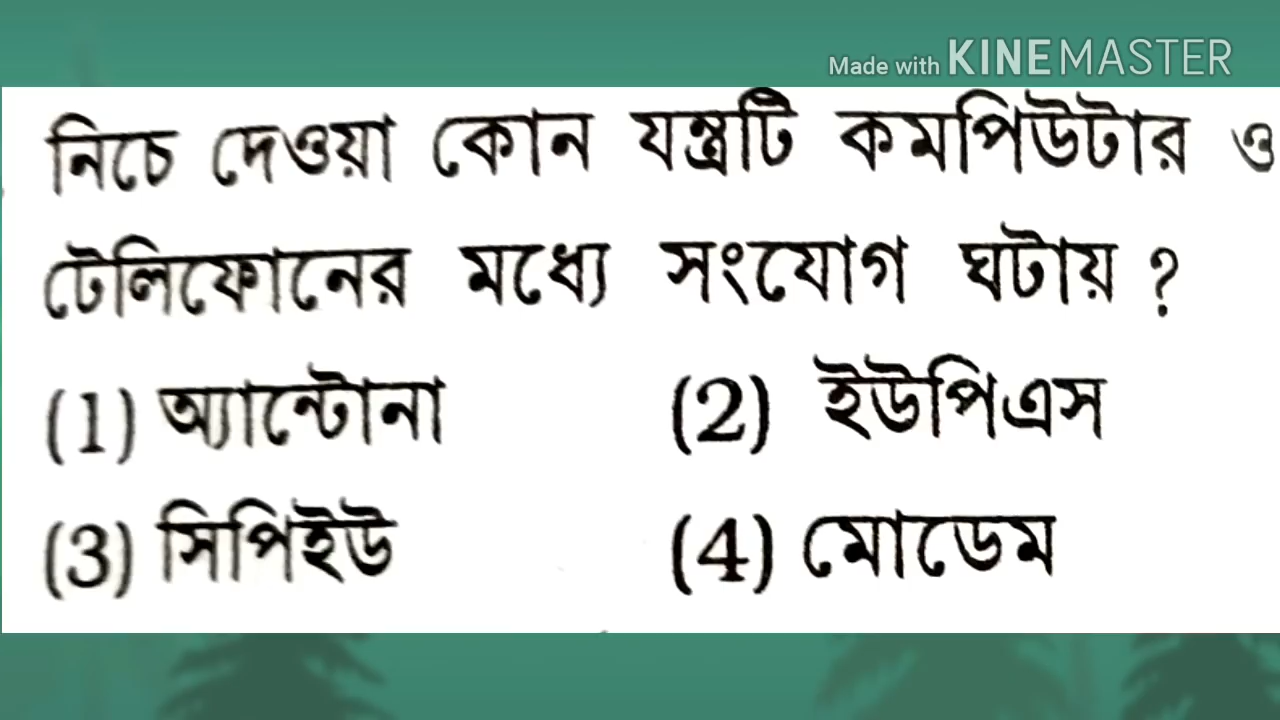 Made with KINEMASTER
নিচে দেওয়া কোন যন্ত্রটি কমপিউটার ও
টেলিফোনের মধ্যে সংযোগ ঘটায় ?
(1) অ্যান্টোনা (2) ইউপিএস
(3) সিপিইউ (4) মোডেম